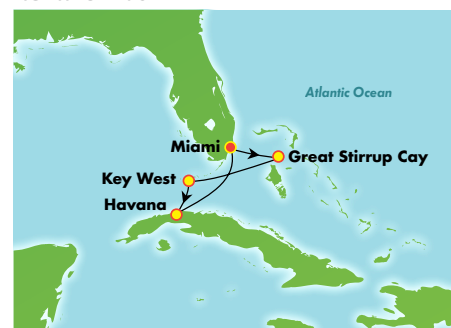 Atlantic Ocean
Miami
Great Stirrup Cay
Key West
Havana